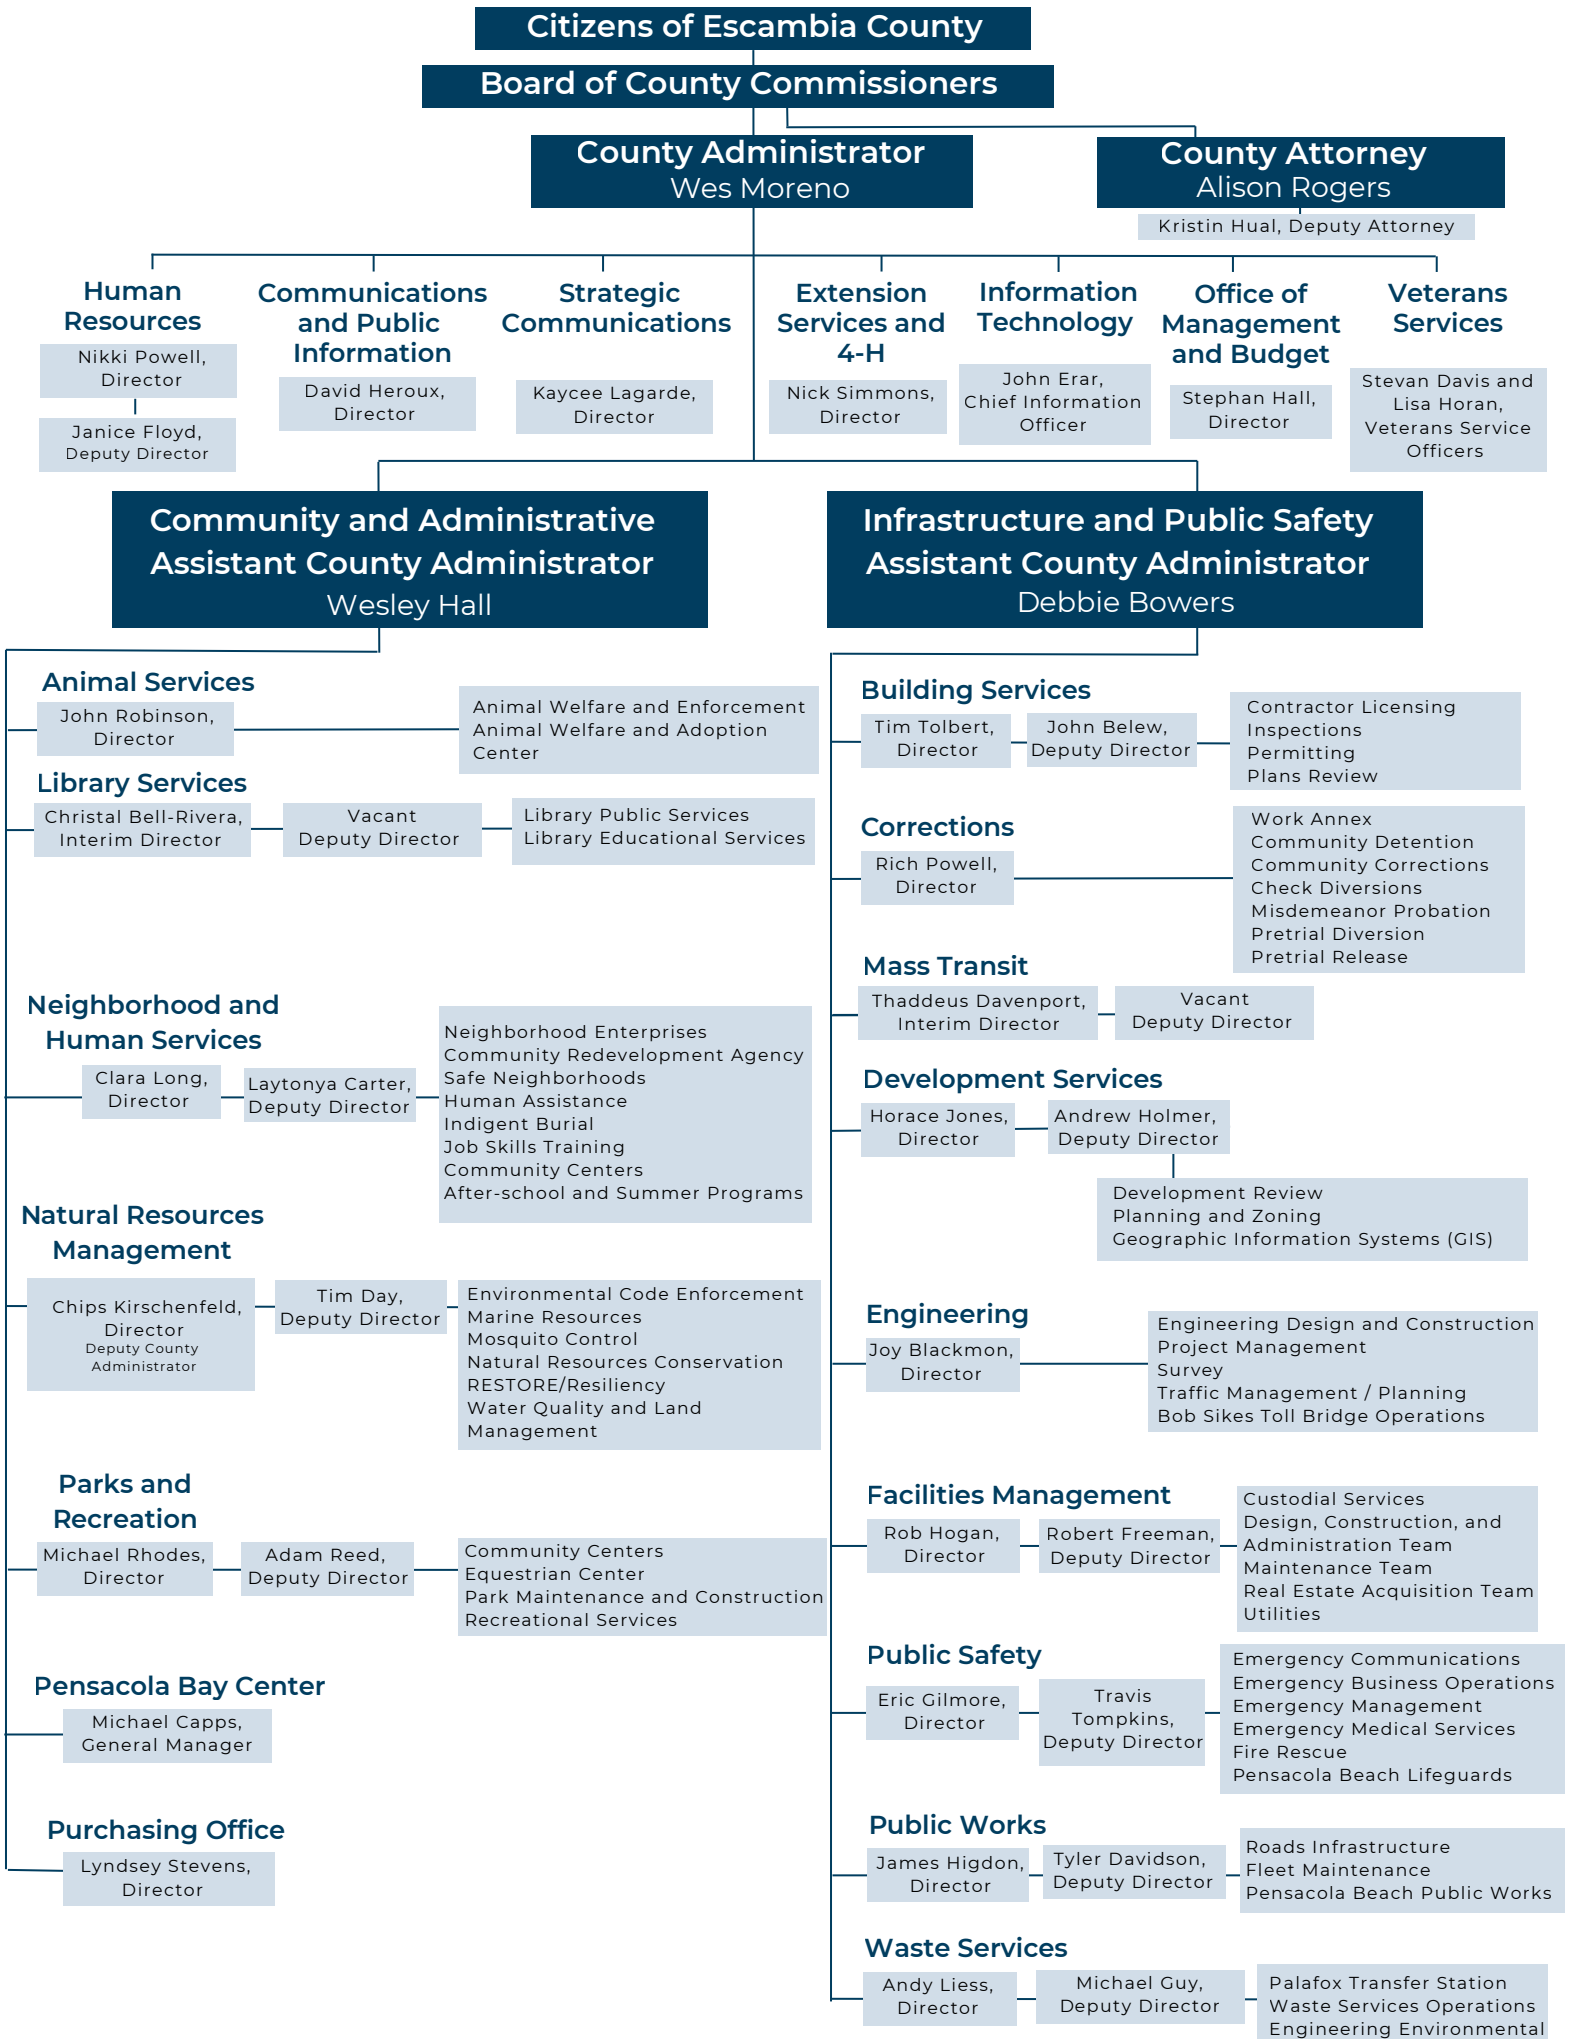 Citizens of Escambia County
Board of County Commissioners
County Administrator
Wes Moreno
County Attorney
Alison Rogers
Kristin Hual, Deputy Attorney
Human
Resources
Nikki Powell,
Director
Janice Floyd,
Deputy Director
Communications
and Public
Information
David Heroux,
Director
Strategic
Communications
Kaycee Lagarde,
Director
Extension
Services and
4-H
Nick Simmons,
Director
Information
Technology
John Erar,
Chief Information
Officer
Office of
Management
and Budget
Stephan Hall,
Director
Veterans
Services
Stevan Davis and
Lisa Horan,
Veterans Service
Officers
Community and Administrative
Assistant County Administrator
Wesley Hall
Animal Services
John Robinson,
Director
Animal Welfare and Enforcement
Animal Welfare and Adoption
Center
Library Services
Christal Bell-Rivera,
Interim Director
Vacant
Deputy Director
Library Public Services
Library Educational Services
Neighborhood and
Human Services
Clara Long,
Director
Laytonya Carter,
Deputy Director
Neighborhood Enterprises
Community Redevelopment Agency
Safe Neighborhoods
Human Assistance
Indigent Burial
Job Skills Training
Community Centers
After-school and Summer Programs
Natural Resources
Management
Chips Kirschenfeld,
Director
Deputy County
Administrator
Tim Day,
Deputy Director
Environmental Code Enforcement
Marine Resources
Mosquito Control
Natural Resources Conservation
RESTORE/Resiliency
Water Quality and Land
Management
Parks and
Recreation
Michael Rhodes,
Director
Adam Reed,
Deputy Director
Community Centers
Equestrian Center
Park Maintenance and Construction
Recreational Services
Pensacola Bay Center
Michael Capps,
General Manager
Purchasing Office
Lyndsey Stevens,
Director
Infrastructure and Public Safety
Assistant County Administrator
Debbie Bowers
Building Services
Tim Tolbert,
Director
John Belew,
Deputy Director
Contractor Licensing
Inspections
Permitting
Plans Review
Corrections
Rich Powell,
Director
Work Annex
Community Detention
Community Corrections
Check Diversions
Misdemeanor Probation
Pretrial Diversion
Pretrial Release
Mass Transit
Thaddeus Davenport,
Interim Director
Vacant
Deputy Director
Development Services
Horace Jones,
Director
Andrew Holmer,
Deputy Director
Development Review
Planning and Zoning
Geographic Information Systems (GIS)
Engineering
Joy Blackmon,
Director
Engineering Design and Construction
Project Management
Survey
Traffic Management / Planning
Bob Sikes Toll Bridge Operations
Facilities Management
Rob Hogan,
Director
Robert Freeman,
Deputy Director
Custodial Services
Design, Construction, and
Administration Team
Maintenance Team
Real Estate Acquisition Team
Utilities
Public Safety
Eric Gilmore,
Director
Travis
Tompkins,
Deputy Director
Emergency Communications
Emergency Business Operations
Emergency Management
Emergency Medical Services
Fire Rescue
Pensacola Beach Lifeguards
Public Works
James Higdon,
Director
Tyler Davidson,
Deputy Director
Roads Infrastructure
Fleet Maintenance
Pensacola Beach Public Works
Waste Services
Andy Liess,
Director
Michael Guy,
Deputy Director
Palafox Transfer Station
Waste Services Operations
Engineering Environmental